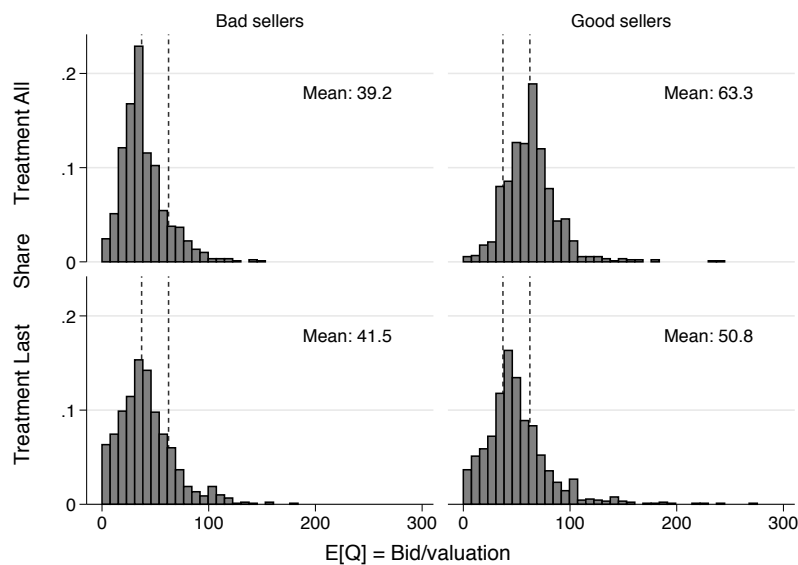 Bad sellers
Good sellers
Treatment All
Share
Treatment Last
.2
.1
0
Mean: 39.2
Mean: 63.3
.2
.1
0
Mean: 41.5
Mean: 50.8
0 100 200 300
0 100 200 300
E[Q] = Bid/valuation